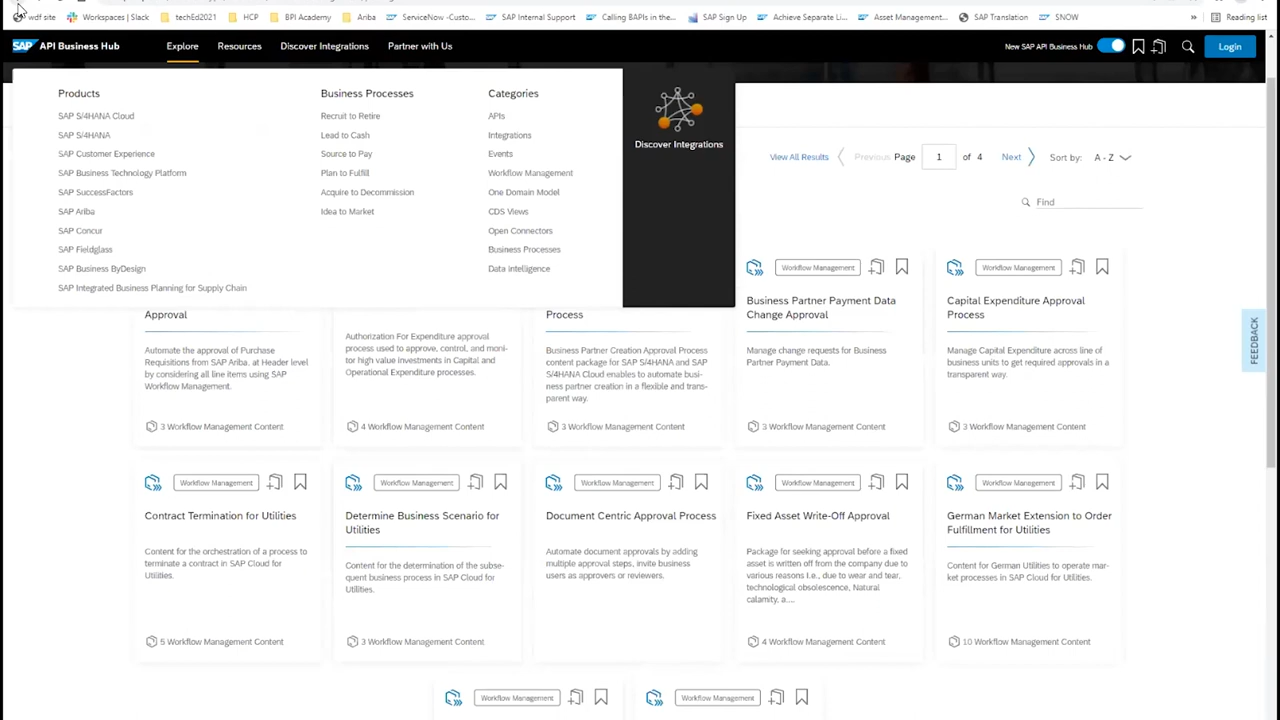 wdf site
Workspaces | Slack
techEd2021
HCP
BPI Academy
Ariba
ServiceNow -Custo...
SAP Internal Support
Calling BAPIs in the...
SAP Sign Up
Achieve Separate Li...
Asset Management...
SAP Translation
SNOW
»
Reading list
SAP API Business Hub
Explore
Resources
Discover Integrations
Partner with Us
New SAP API Business Hub
Login
Products
SAP S/4HANA Cloud
SAP S/4HANA
SAP Customer Experience
SAP Business Technology Platform
SAP SuccessFactors
SAP Ariba
SAP Concur
SAP Fieldglass
SAP Business ByDesign
SAP Integrated Business Planning for Supply Chain
Business Processes
Recruit to Retire
Lead to Cash
Source to Pay
Plan to Fulfill
Acquire to Decommission
Idea to Market
Categories
APIs
Integrations
Events
Workflow Management
One Domain Model
CDS Views
Open Connectors
Business Processes
Data Intelligence
Discover Integrations
View All Results
Previous Page 1 of 4 Next
Sort by: A - Z
Find
Approval
Automate the approval of Purchase
Requisitions from SAP Ariba, at Header level
by considering all line items using SAP
Workflow Management.
3 Workflow Management Content
Authorization For Expenditure approval
process used to approve, control, and mo-
nitor high value investments in Capital and
Operational Expenditure processes.
4 Workflow Management Content
Process
Business Partner Creation Approval Process
content package for SAP S/4HANA and SAP
S/4HANA Cloud enables to automate busi-
ness partner creation in a flexible and trans-
parent way.
3 Workflow Management Content
Workflow Management
Business Partner Payment Data
Change Approval
Manage change requests for Business
Partner Payment Data.
3 Workflow Management Content
Workflow Management
Capital Expenditure Approval
Process
Manage Capital Expenditure across line of
business units to get required approvals in a
transparent way.
3 Workflow Management Content
FEEDBACK
Workflow Management
Contract Termination for Utilities
Content for the orchestration of a process to
terminate a contract in SAP Cloud for
Utilities.
5 Workflow Management Content
Workflow Management
Determine Business Scenario for
Utilities
Content for the determination of the subse-
quent business process in SAP Cloud for
Utilities.
3 Workflow Management Content
Workflow Management
Document Centric Approval Process
Automate document approvals by adding
multiple approval steps, invite business
users as approvers or reviewers.
Workflow Management
Fixed Asset Write-Off Approval
Package for seeking approval before a fixed
asset is written off from the company due to
various reasons i.e., due to wear and tear,
technological obsolescence, Natural
calamity, a....
4 Workflow Management Content
Workflow Management
German Market Extension to Order
Fulfillment for Utilities
Content for German Utilities to operate mar-
ket processes in SAP Cloud for Utilities.
10 Workflow Management Content
Workflow Management
Workflow Management